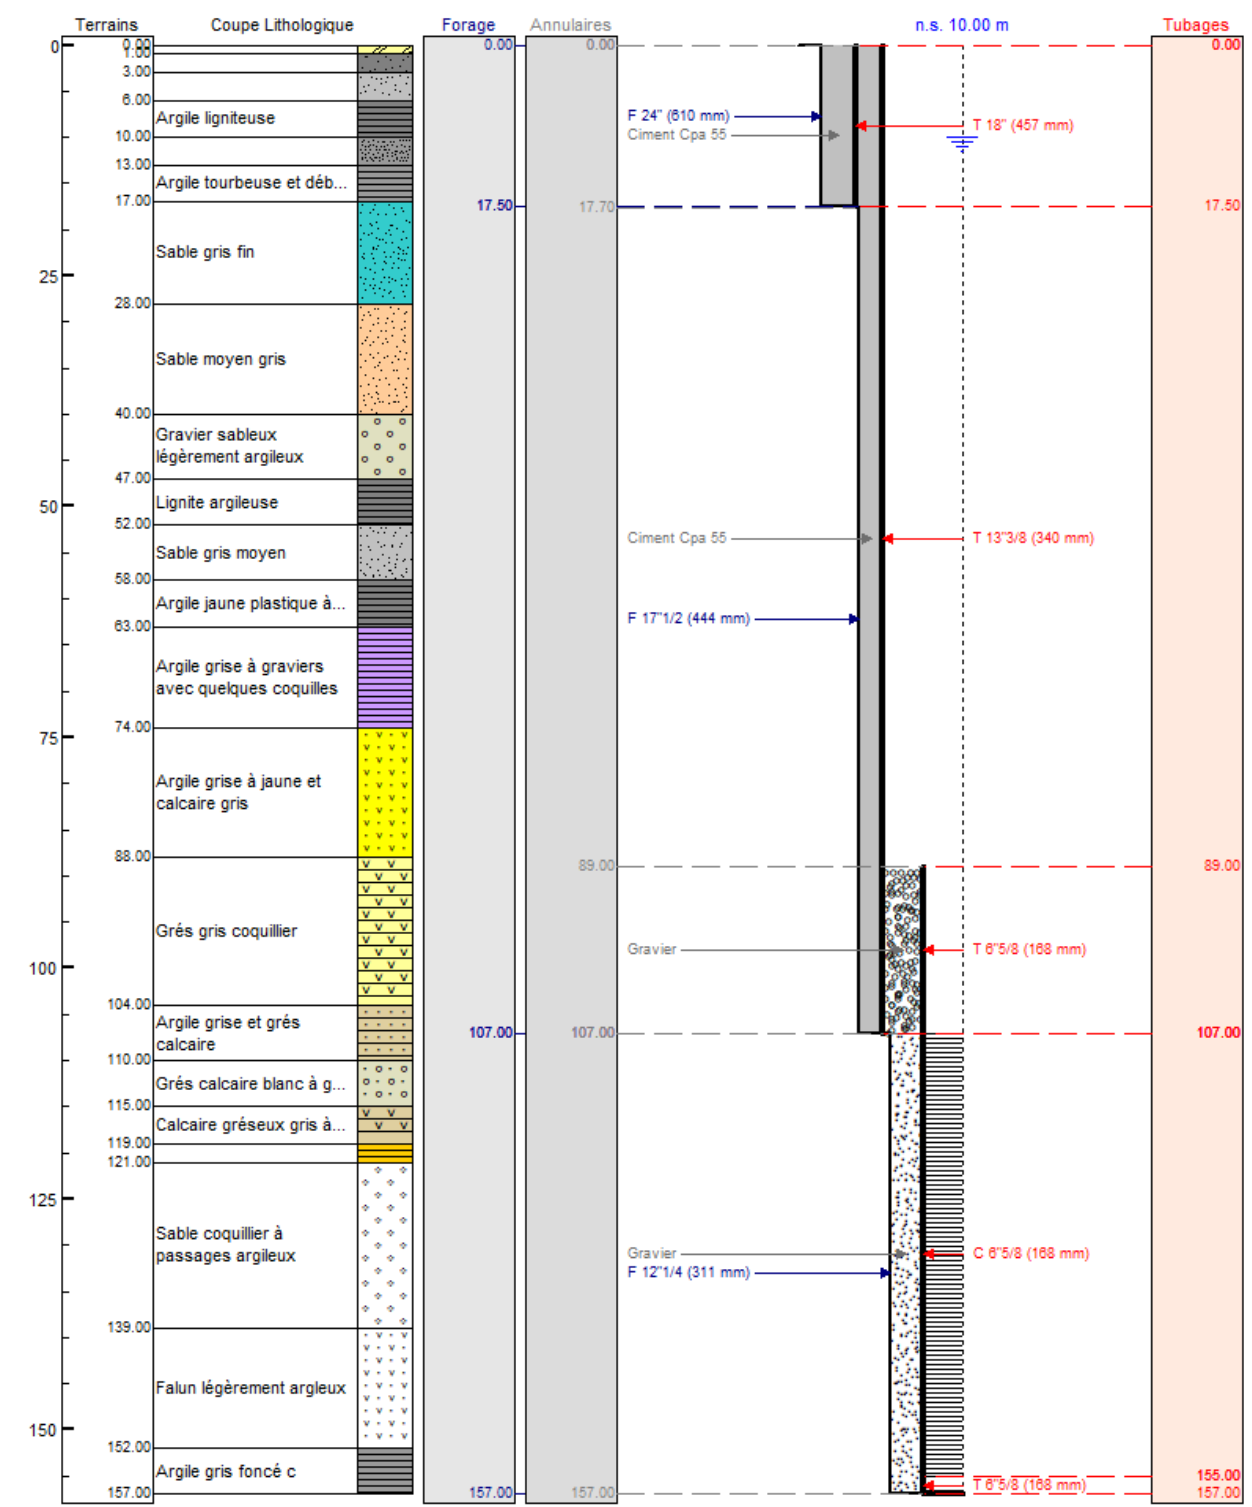 Terrains Coupe Lithologique Forage Annulaires n.s. 10.00 m Tubages
0 0.00 0.00 0.00 0.00
1.00
3.00
6.00
F 24" (610 mm)
Argile ligniteuse
T 18" (457 mm)
Ciment Cpa 55
10.00
13.00
Argile tourbeuse et déb...
17.00
17.50 17.70 17.50
Sable gris fin
25
28.00
Sable moyen gris
40.00
Gravier sableux
légèrement argileux
47.00
Lignite argileuse
50
52.00
Ciment Cpa 55 T 13"3/8 (340 mm)
Sable gris moyen
58.00
Argile jaune plastique à...
F 17"1/2 (444 mm)
63.00
Argile grise à graviers
avec quelques coquilles
74.00
75
Argile grise à jaune et
calcaire gris
88.00
89.00 89.00
Grés gris coquillier
Gravier T 6"5/8 (168 mm)
100
104.00
Argile grise et grés
calcaire
107.00 107.00 107.00
110.00
Grés calcaire blanc à g...
115.00
Calcaire gréseux gris à...
119.00
121.00
125
Sable coquillier à
passages argileux
Gravier C 6"5/8 (168 mm)
F 12"1/4 (311 mm)
139.00
Falun légèrement argleux
150
152.00
Argile gris foncé c
155.00
T 6"5/8 (168 mm)
157.00 157.00 157.00 157.00